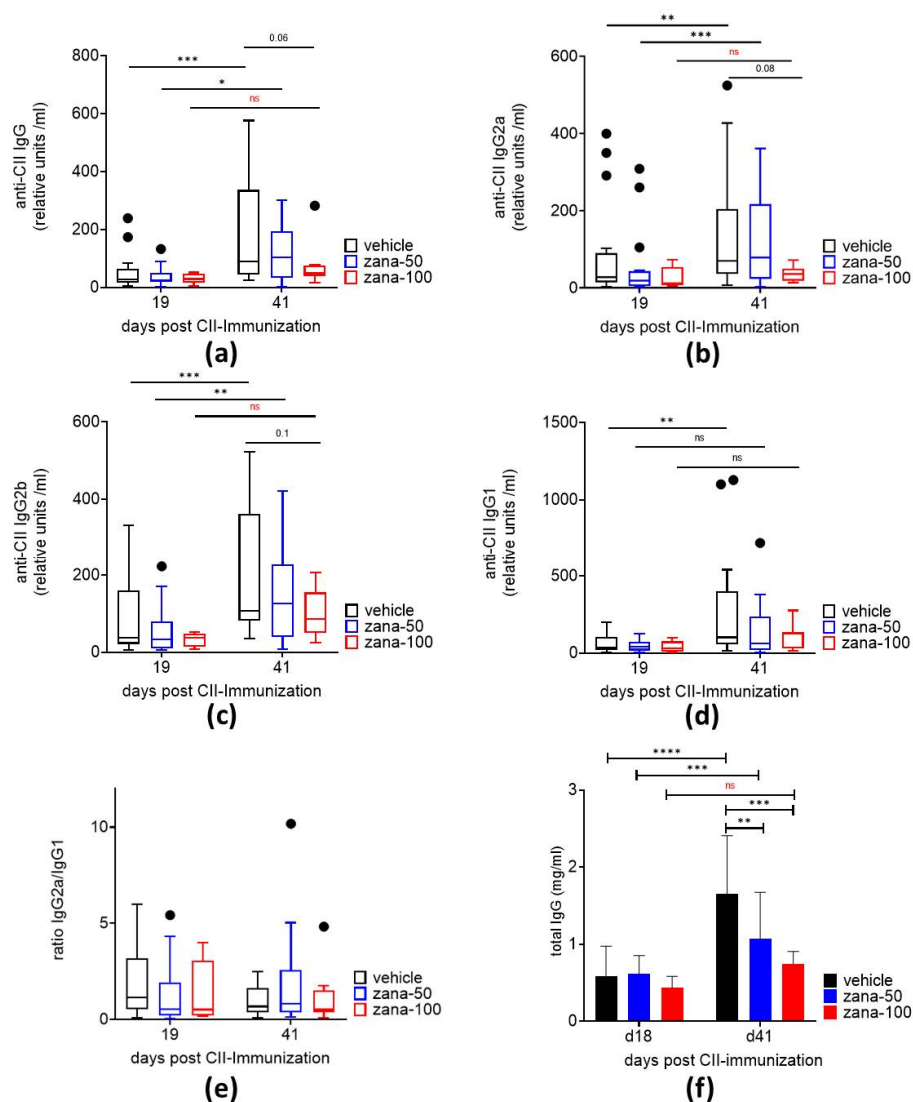 0.06
**
***
800
***
800
ns
*
0.08
ns
600
600
anti-CII IgG
(relative units /ml)
anti-CII IgG2a
(relative units /ml)
400
400
200
vehicle
200
vehicle
zana-50
zana-50
0
zana-100
0
zana-100
19
41
19
41
days post CII-Immunization
days post CII-Immunization
(a)
(b)
***
**
ns
600
0.1
1500
**
ns
ns
anti-CII IgG2b
(relative units /ml)
anti-CII IgG1
(relative units /ml)
400
1000
200
500
vehicle
vehicle
zana-50
zana-50
0
zana-100
0
zana-100
19
41
19
41
days post CII-Immunization
days post CII-Immunization
(c)
(d)
****
***
ns
3
***
**
10
ratio IgG2a/IgG1
total IgG (mg/ml)
2
5
1
vehicle
vehicle
zana-50
zana-50
0
zana-100
0
zana-100
19
41
d18
d41
days post CII-Immunization
days post CII-immunization
(e)
(f)